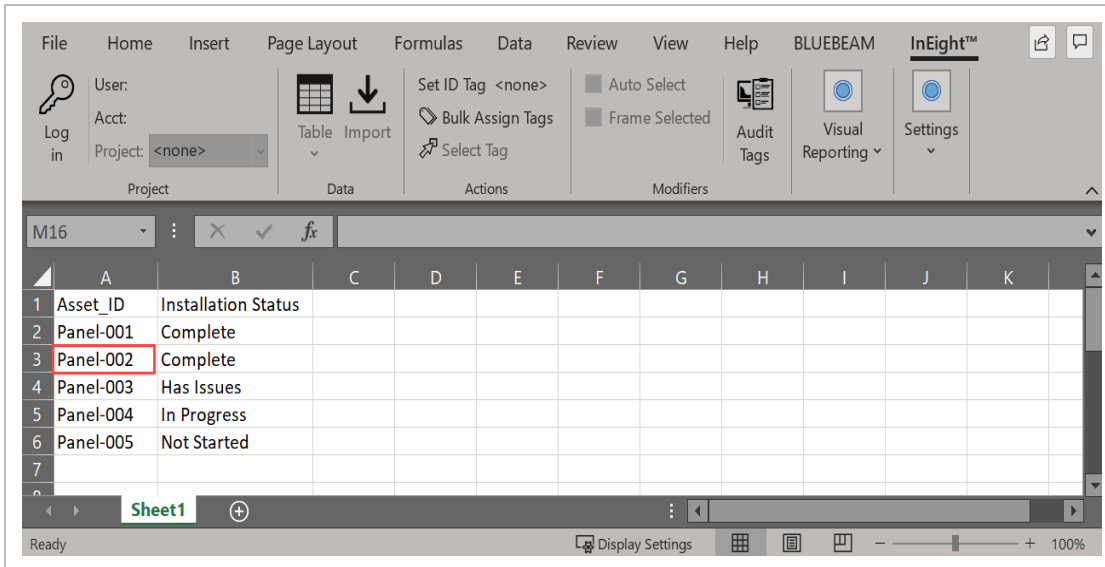 File Home Insert Page Layout Formulas Data Review View Help BLUEBEAM InEight™
User:
Acct:
Project: <none>
Log
in
Project
Table Import
Data
Set ID Tag <none>
Bulk Assign Tags
Select Tag
Actions
Auto Select
Frame Selected
Modifiers
Audit
Tags
Visual
Reporting
Settings
M16 fx
A B C D E F G H I J K
1 Asset_ID Installation Status
2 Panel-001 Complete
3 Panel-002 Complete
4 Panel-003 Has Issues
5 Panel-004 In Progress
6 Panel-005 Not Started
7
Sheet1
Ready Display Settings 100%